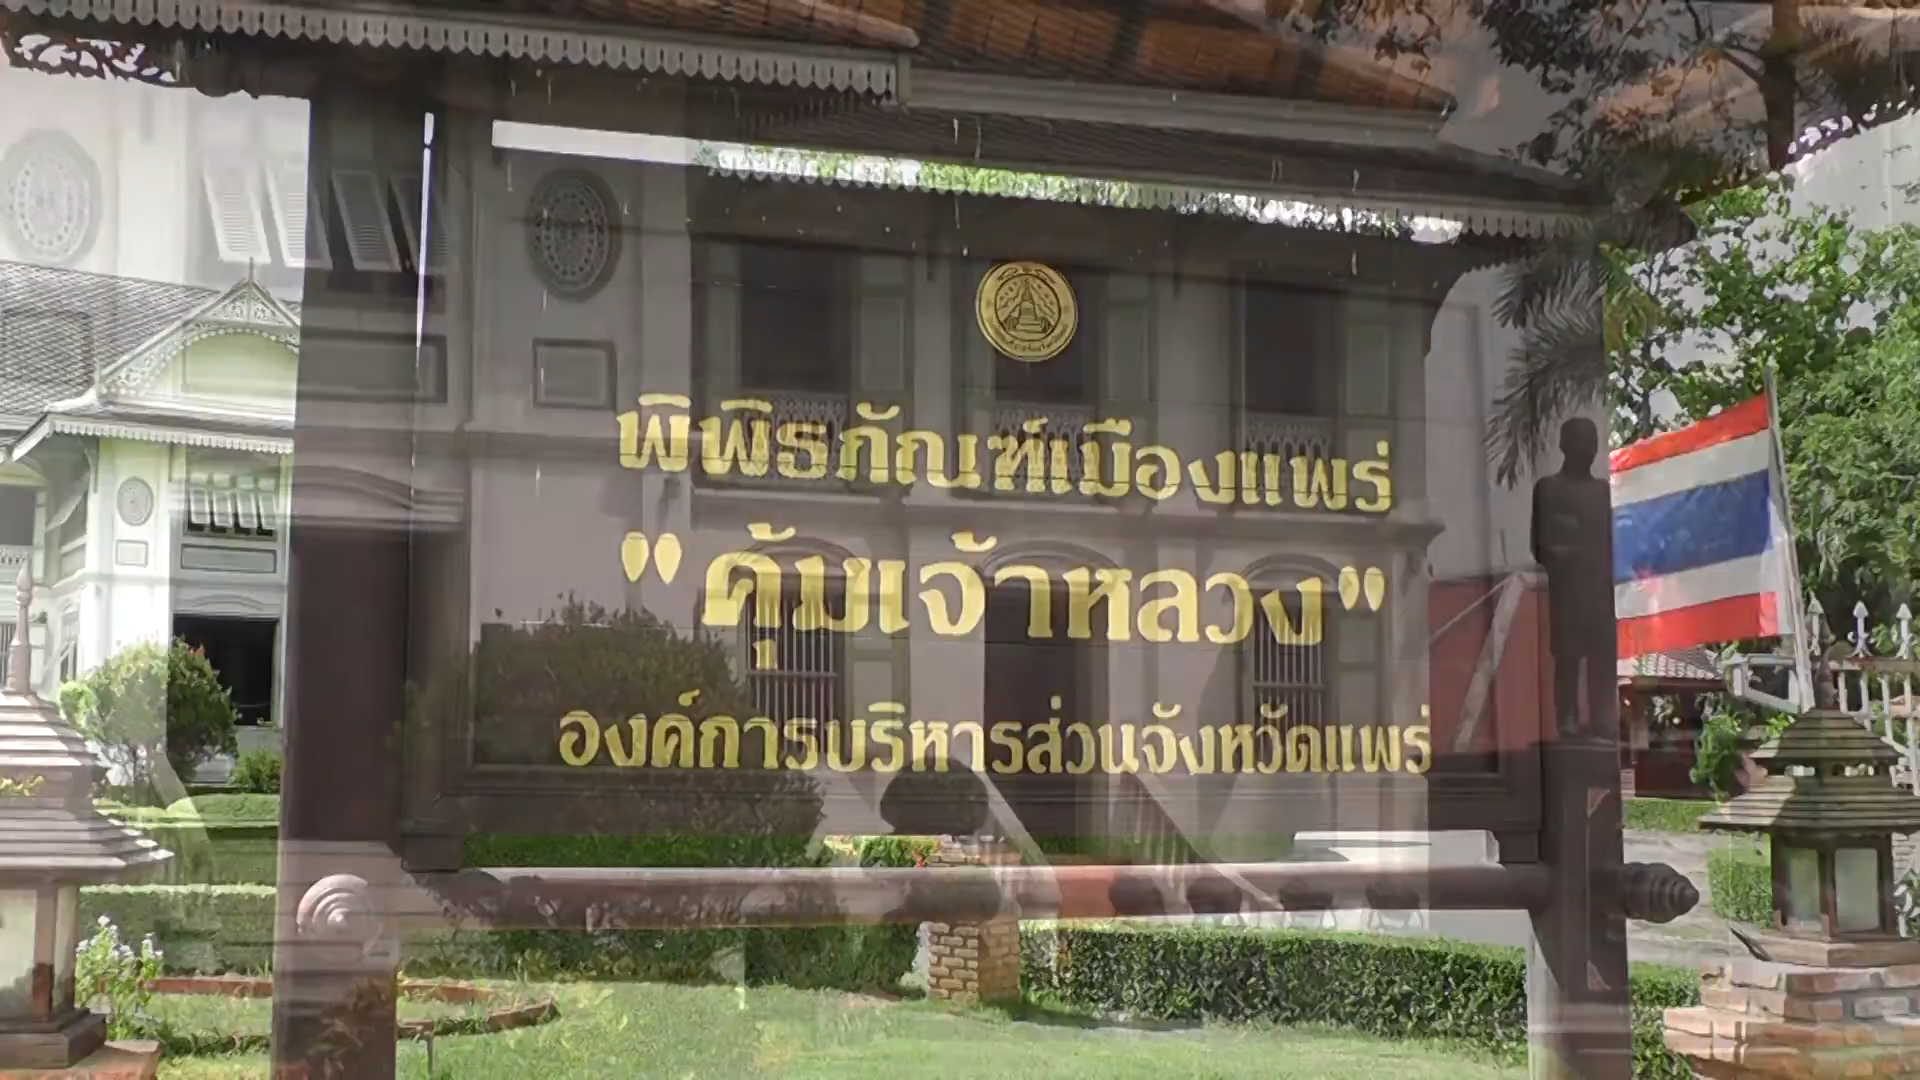 พิพิธภัณฑ์เมืองแพร่
"คุ้มเจ้าหลวง"
องค์การบริหารส่วนจังหวัดแพร่